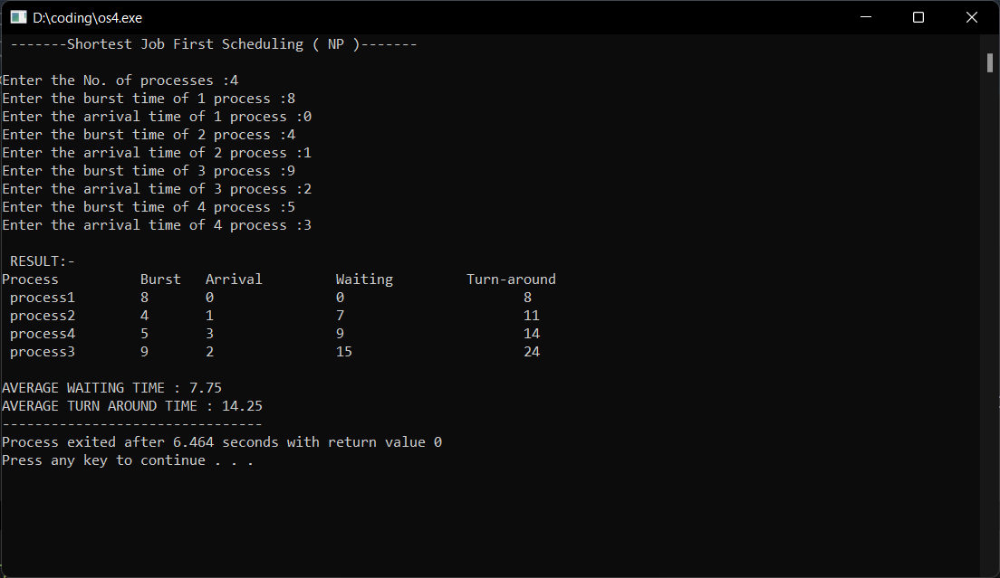 D:\coding\os4.exe
-------Shortest Job First Scheduling ( NP )-------
Enter the No. of processes :4
Enter the burst time of 1 process :8
Enter the arrival time of 1 process :0
Enter the burst time of 2 process :4
Enter the arrival time of 2 process :1
Enter the burst time of 3 process :9
Enter the arrival time of 3 process :2
Enter the burst time of 4 process :5
Enter the arrival time of 4 process :3
RESULT:-
Process Burst Arrival Waiting Turn-around
process1 8 0 0 8
process2 4 1 7 11
process4 5 3 9 14
process3 9 2 15 24
AVERAGE WAITING TIME : 7.75
AVERAGE TURN AROUND TIME : 14.25
--------------------------------
Process exited after 6.464 seconds with return value 0
Press any key to continue . . .